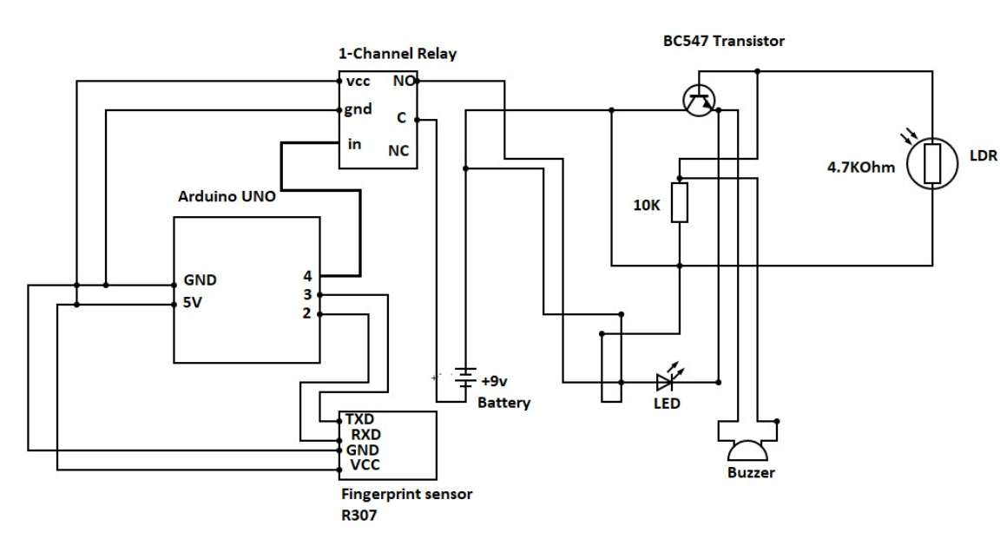 BC547 Transistor
1-Channel Relay
vcc
NO
gnd
C
in
NC
LDR
4.7KOhm
Arduino UNO
10K
GND
4
5V
3
2
+9v
Battery
LED
TXD
RXD
GND
VCC
Buzzer
Fingerprint sensor
R307